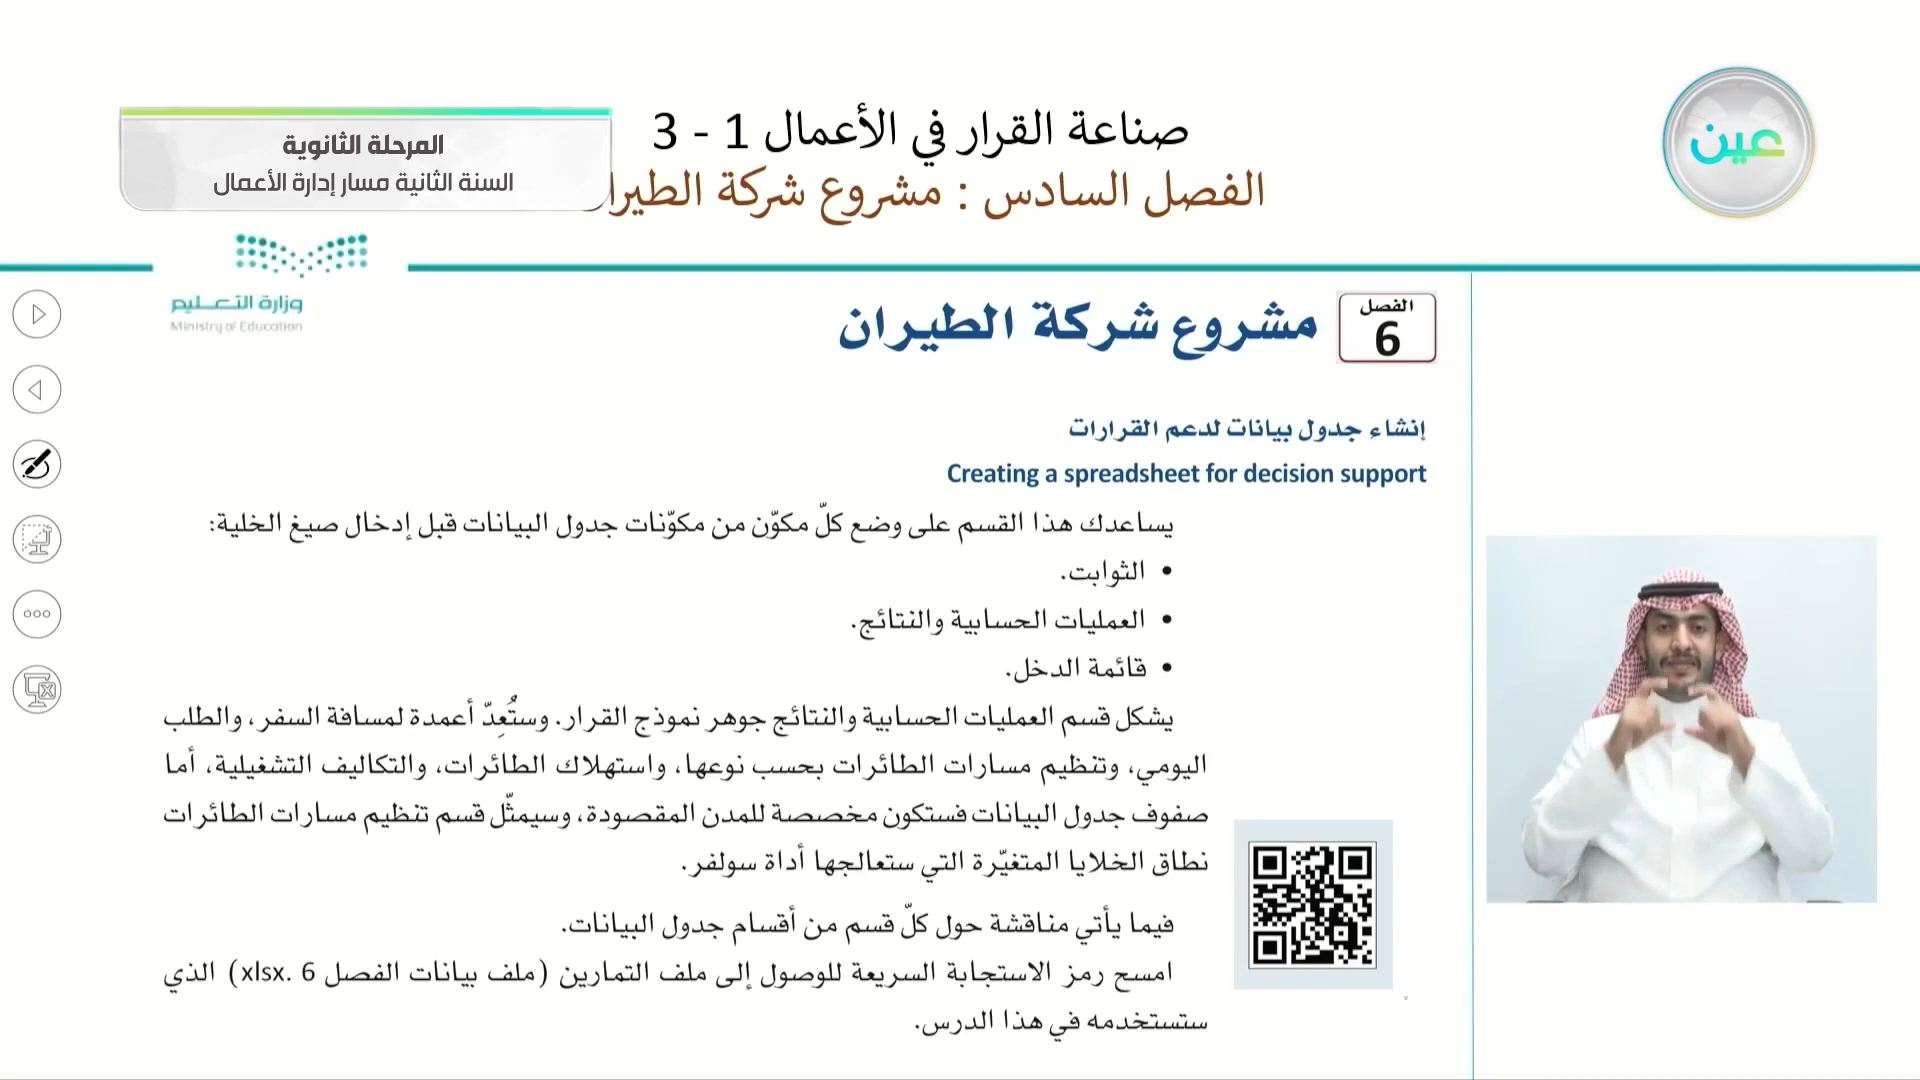 صناعة القرار في الأعمال 1 - 3
الفصل السادس : مشروع شركة الطيرا
المرحلة الثانوية
السنة الثانية مسار إدارة الأعمال
عين
وزارة التعليم
Ministry of Education
الفصل
6
مشروع شركة الطيران
إنشاء جدول بيانات لدعم القرارات
Creating a spreadsheet for decision support
يساعدك هذا القسم على وضع كلّ مكوّن من مكوّنات جدول البيانات قبل إدخال صيغ الخلية:
• الثوابت.
• العمليات الحسابية والنتائج.
• قائمة الدخل.
يشكل قسم العمليات الحسابية والنتائج جوهر نموذج القرار. وستُعِدّ أعمدة لمسافة السفر، والطلب
اليومي، وتنظيم مسارات الطائرات بحسب نوعها، واستهلاك الطائرات، والتكاليف التشغيلية، أما
صفوف جدول البيانات فستكون مخصصة للمدن المقصودة، وسيمثّل قسم تنظيم مسارات الطائرات
نطاق الخلايا المتغيّرة التي ستعالجها أداة سولفر.
فيما يأتي مناقشة حول كلّ قسم من أقسام جدول البيانات.
امسح رمز الاستجابة السريعة للوصول إلى ملف التمارين (ملف بيانات الفصل 6 .xlsx) الذي
ستستخدمه في هذا الدرس.